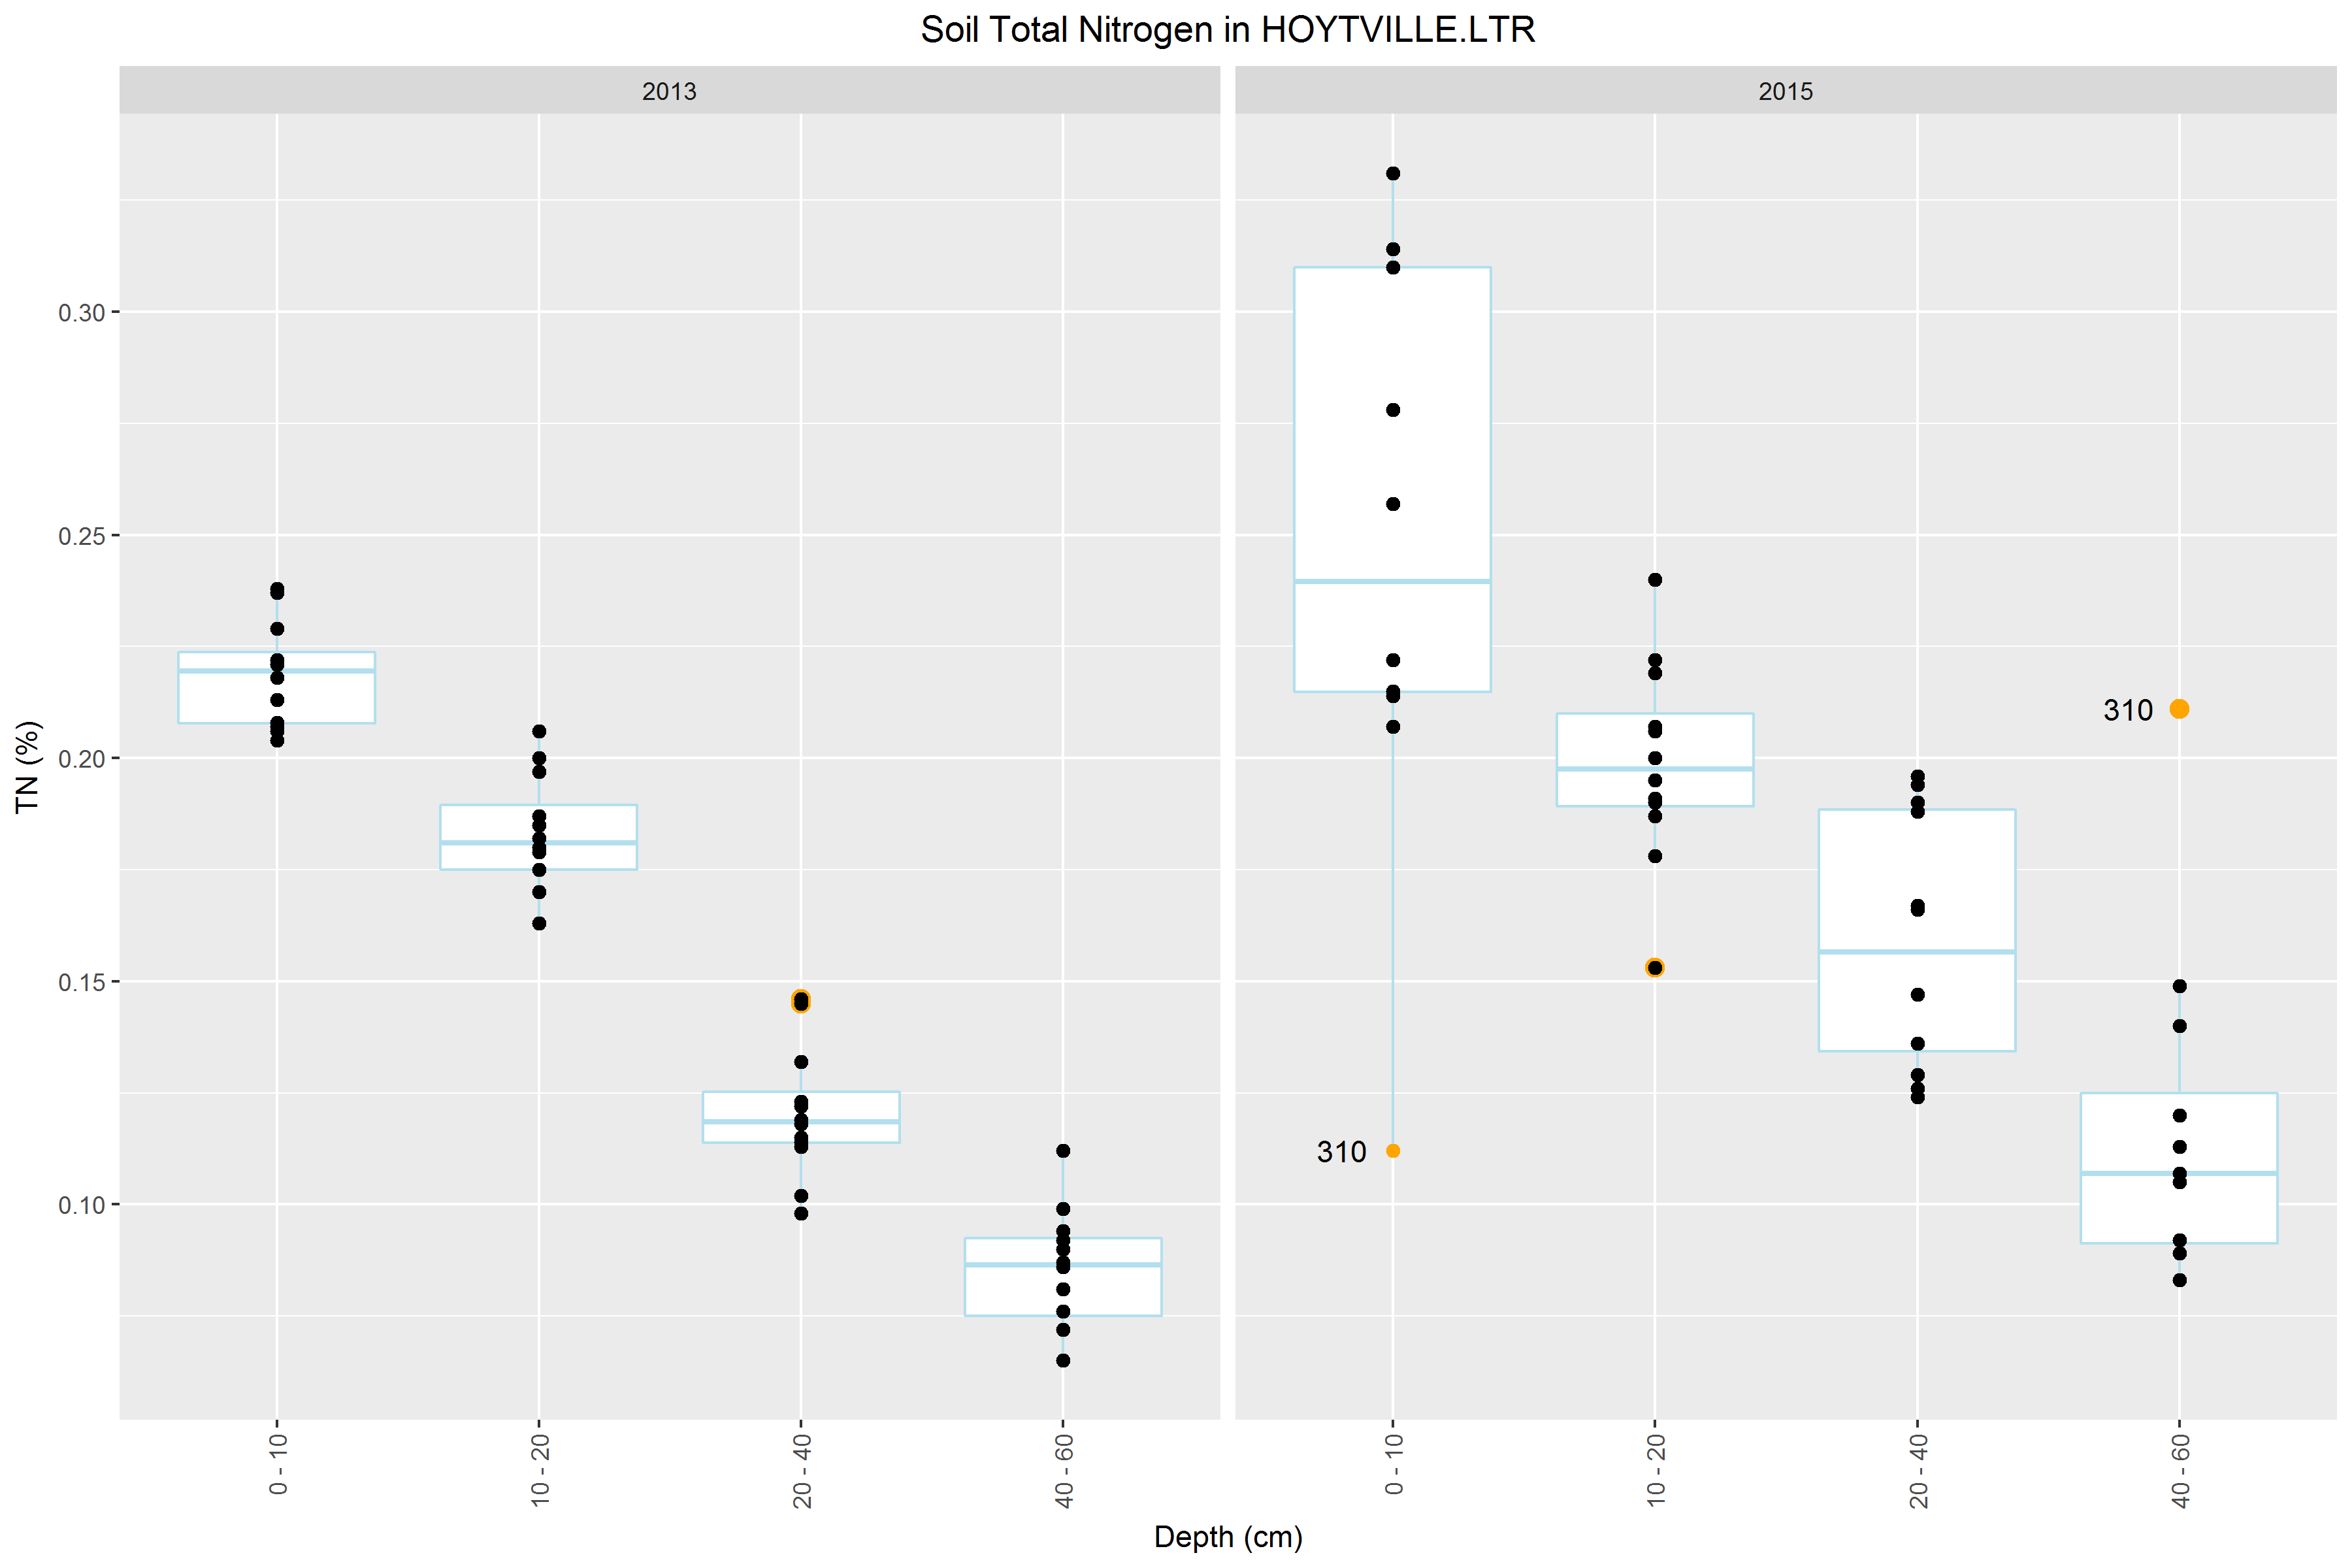 Soil Total Nitrogen in HOYTVILLE.LTR
2013
2015
TN (%)
0.30
0.25
0.20
0.15
0.10
310
310
0 - 10
10 - 20
20 - 40
40 - 60
0 - 10
10 - 20
20 - 40
40 - 60
Depth (cm)